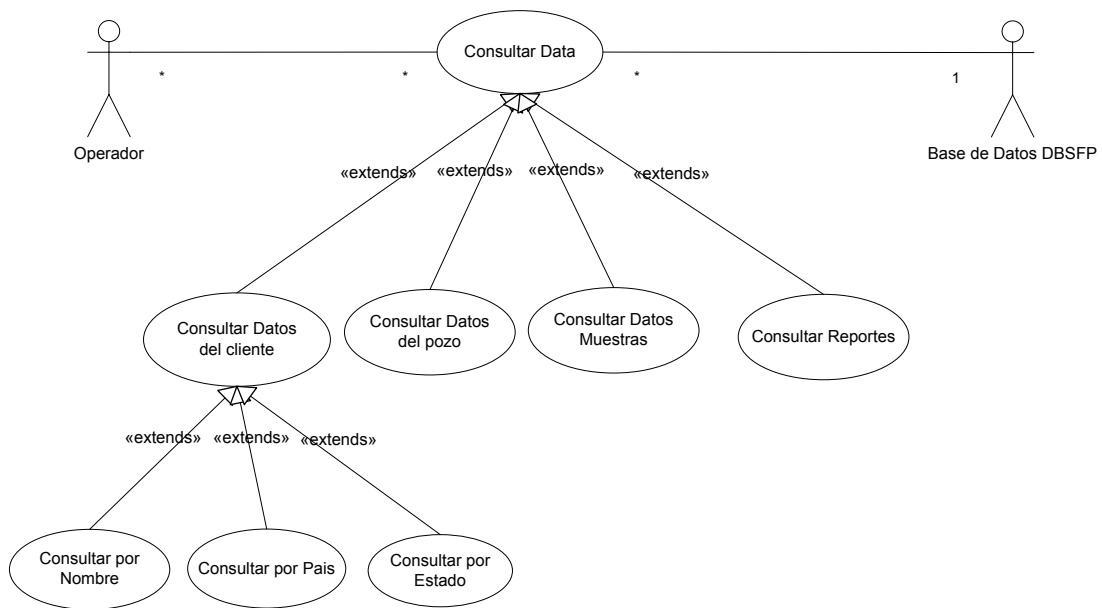 Consultar Data
*
*
*
1
Operador
Base de Datos DBSFP
«extends»
«extends»
«extends»
«extends»
Consultar Datos
del cliente
Consultar Datos
del pozo
Consultar Datos
Muestras
Consultar Reportes
«extends»
«extends»
«extends»
Consultar por
Nombre
Consultar por Pais
Consultar por
Estado